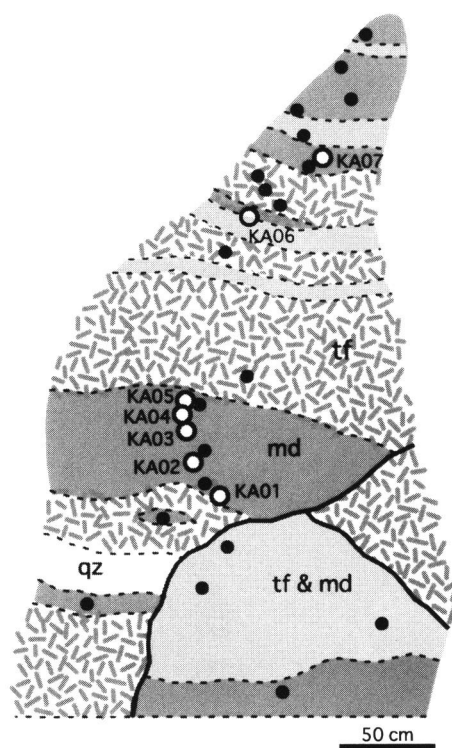 KA07
KA06
tf
KA05
KA04
KA03
md
KA02
KA01
qz
tf & md
50 cm